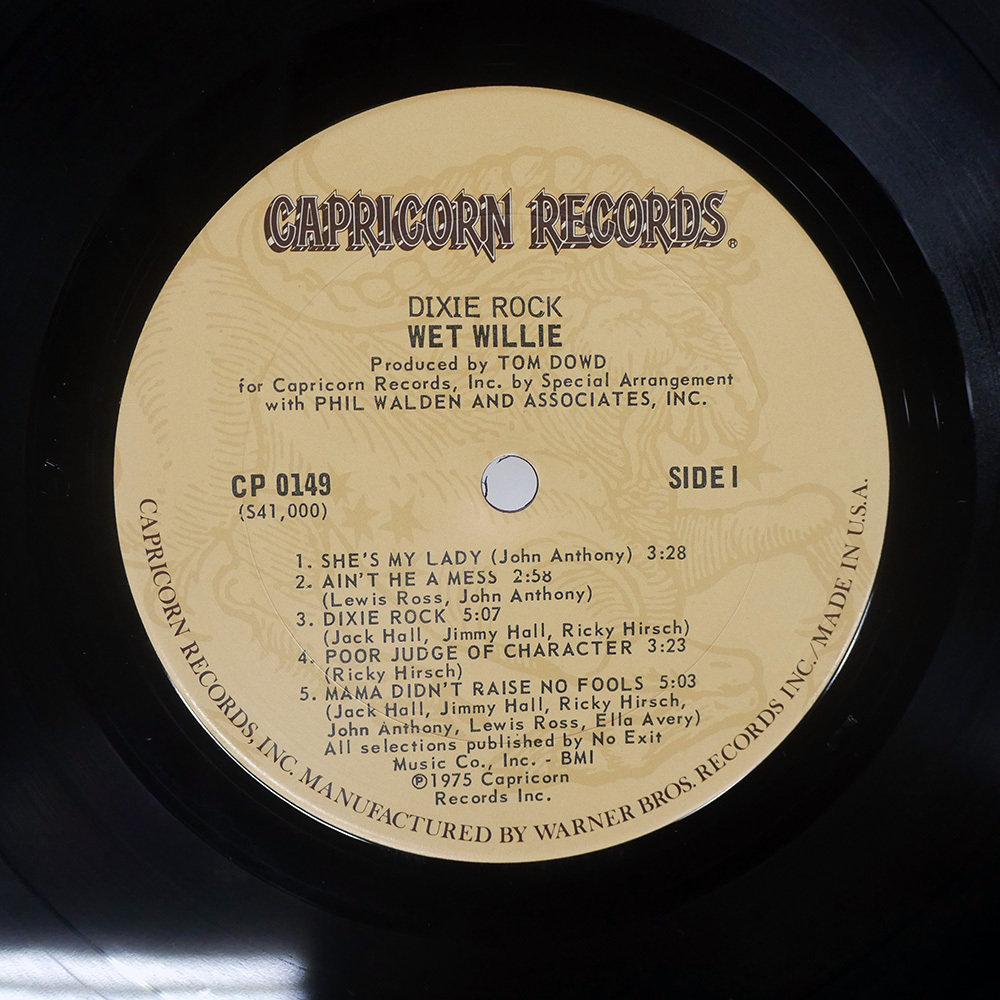 CAPRICORN RECORDS®
DIXIE ROCK
WET WILLIE
Produced by TOM DOWD
for Capricorn Records, Inc. by Special Arrangement
with PHIL WALDEN AND ASSOCIATES, INC.
CP 0149
(S41,000)
SIDE I
1. SHE'S MY LADY (John Anthony) 3:28
2. AIN'T HE A MESS 2:58
(Lewis Ross, John Anthony)
3. DIXIE ROCK 5:07
(Jack Hall, Jimmy Hall, Ricky Hirsch)
4. POOR JUDGE OF CHARACTER 3:23
(Ricky Hirsch)
5. MAMA DIDN'T RAISE NO FOOLS 5:03
(Jack Hall, Jimmy Hall, Ricky Hirsch,
John Anthony, Lewis Ross, Ella Avery)
All selections published by No Exit
Music Co., Inc. - BMI
℗1975 Capricorn
Records Inc.
CAPRICORN RECORDS, INC. MANUFACTURED BY WARNER BROS. RECORDS INC./MADE IN U.S.A.